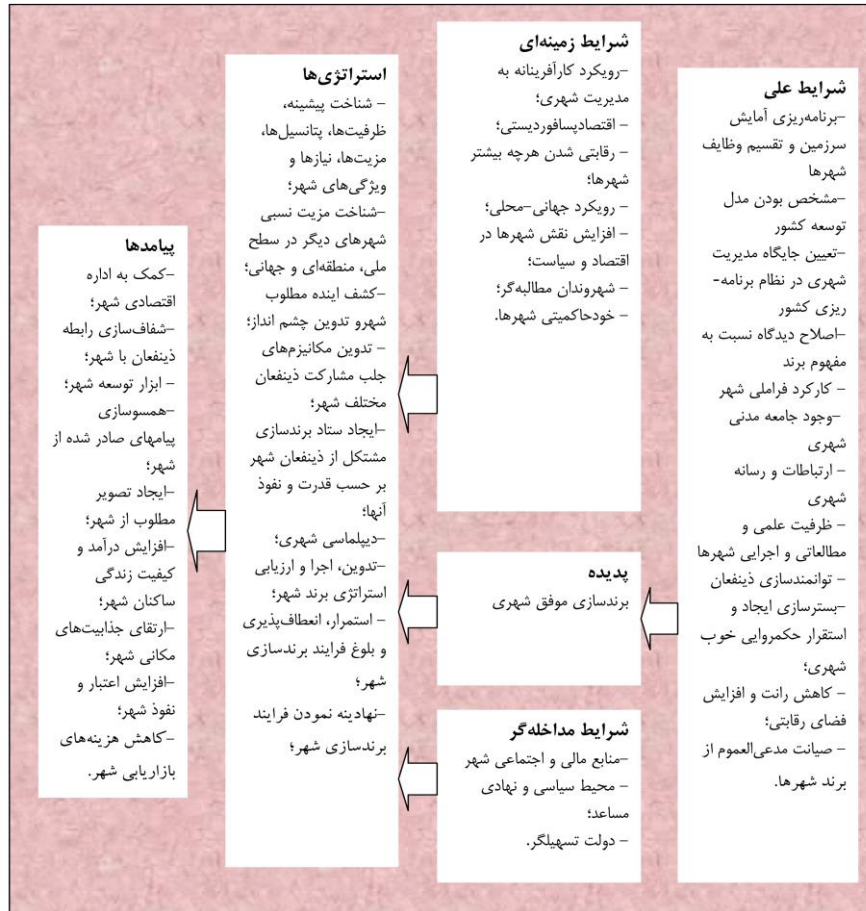 شرایط علی
-برنامه‌ریزی آمایش
سرزمین و تقسیم وظایف
شهرها
-مشخص بودن مدل
توسعه کشور
-تعیین جایگاه مدیریت
شهری در نظام برنامه-
ریزی کشور
-اصلاح دیدگاه نسبت به
مفهوم برند
- کارکرد فراملی شهر
-وجود جامعه مدنی
شهری
- ارتباطات و رسانه
شهری
- ظرفیت علمی و
مطالعاتی و اجرایی شهرها
- توانمندسازی ذینفعان
-بسترسازی ایجاد و
استقرار حکمروایی خوب
شهری؛
- کاهش رانت و افزایش
فضای رقابتی؛
- صیانت مدعی‌العموم از
برند شهرها.
شرایط زمینه‌ای
-رویکرد کارآفرینانه به
مدیریت شهری؛
- اقتصادپسافوردیستی؛
- رقابتی شدن هرچه بیشتر
شهرها؛
- رویکرد جهانی-محلی؛
- افزایش نقش شهرها در
اقتصاد و سیاست؛
- شهروندان مطالبه‌گر؛
- خودحاکمیتی شهرها.
پدیده
برندسازی موفق شهری
شرایط مداخله‌گر
-منابع مالی و اجتماعی شهر
- محیط سیاسی و نهادی
مساعد؛
- دولت تسهیلگر.
استراتژی‌ها
- شناخت پیشینه،
ظرفیت‌ها، پتانسیل‌ها،
مزیت‌ها، نیازها و
ویژگی‌های شهر؛
-شناخت مزیت نسبی
شهرهای دیگر در سطح
ملی، منطقه‌ای و جهانی؛
-کشف اینده مطلوب
شهرو تدوین چشم انداز؛
- تدوین مکانیزم‌های
جلب مشارکت ذینفعان
مختلف شهر؛
-ایجاد ستاد برندسازی
متشکل از ذینفعان شهر
بر حسب قدرت و نفوذ
آنها؛
-دیپلماسی شهری؛
-تدوین، اجرا و ارزیابی
استراتژی برند شهر؛
- استمرار، انعطاف‌پذیری
و بلوغ فرایند برندسازی
شهر؛
-نهادینه نمودن فرایند
برندسازی شهر؛
پیامدها
-کمک به اداره
اقتصادی شهر؛
-شفاف‌سازی رابطه
ذینفعان با شهر؛
- ابزار توسعه شهر؛
-همسوسازی
پیامهای صادر شده از
شهر؛
-ایجاد تصویر
مطلوب از شهر؛
-افزایش درآمد و
کیفیت زندگی
ساکنان شهر؛
-ارتقای جذابیت‌های
مکانی شهر؛
-افزایش اعتبار و
نفوذ شهر؛
-کاهش هزینه‌های
بازاریابی شهر.